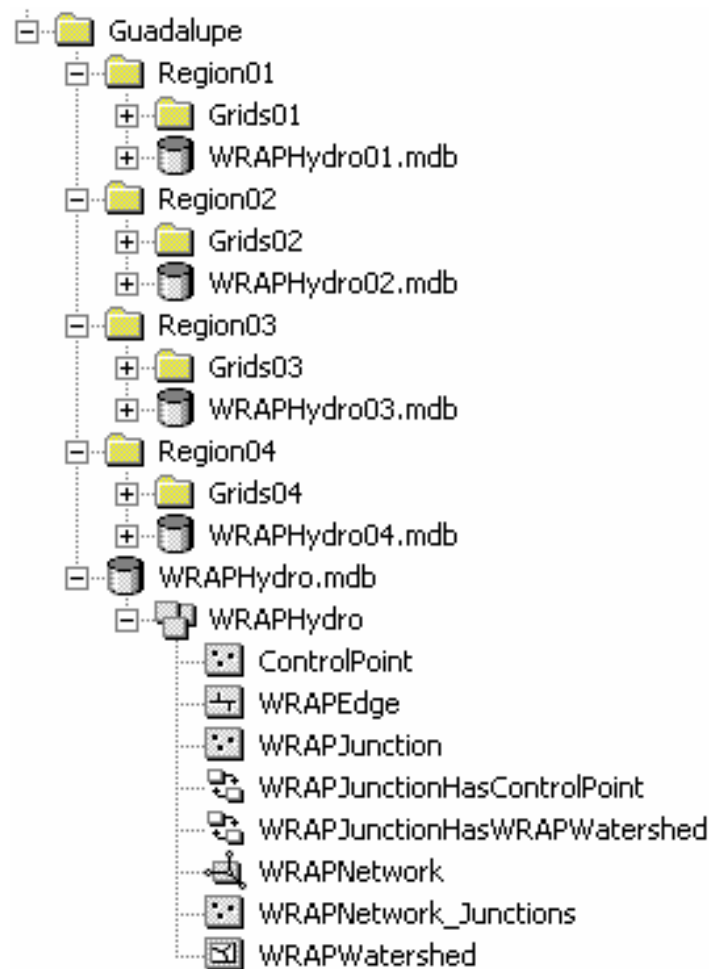 Guadalupe
Region01
Grids01
WRAPHydro01.mdb
Region02
Grids02
WRAPHydro02.mdb
Region03
Grids03
WRAPHydro03.mdb
Region04
Grids04
WRAPHydro04.mdb
WRAPHydro.mdb
WRAPHydro
ControlPoint
WRAPEdge
WRAPJunction
WRAPJunctionHasControlPoint
WRAPJunctionHasWRAPWatershed
WRAPNetwork
WRAPNetwork_Junctions
WRAPWatershed